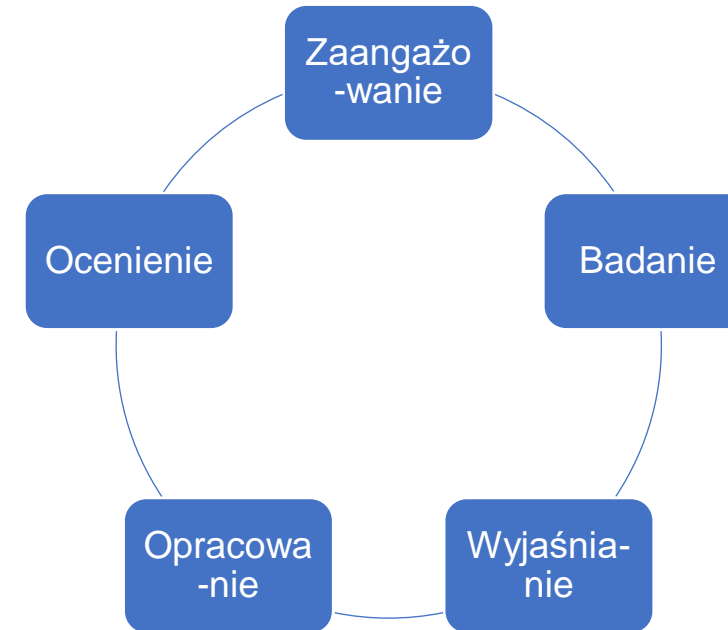 Zaangażo
-wanie
Badanie
Wyjaśnia-
nie
Opracowa
-nie
Ocenienie